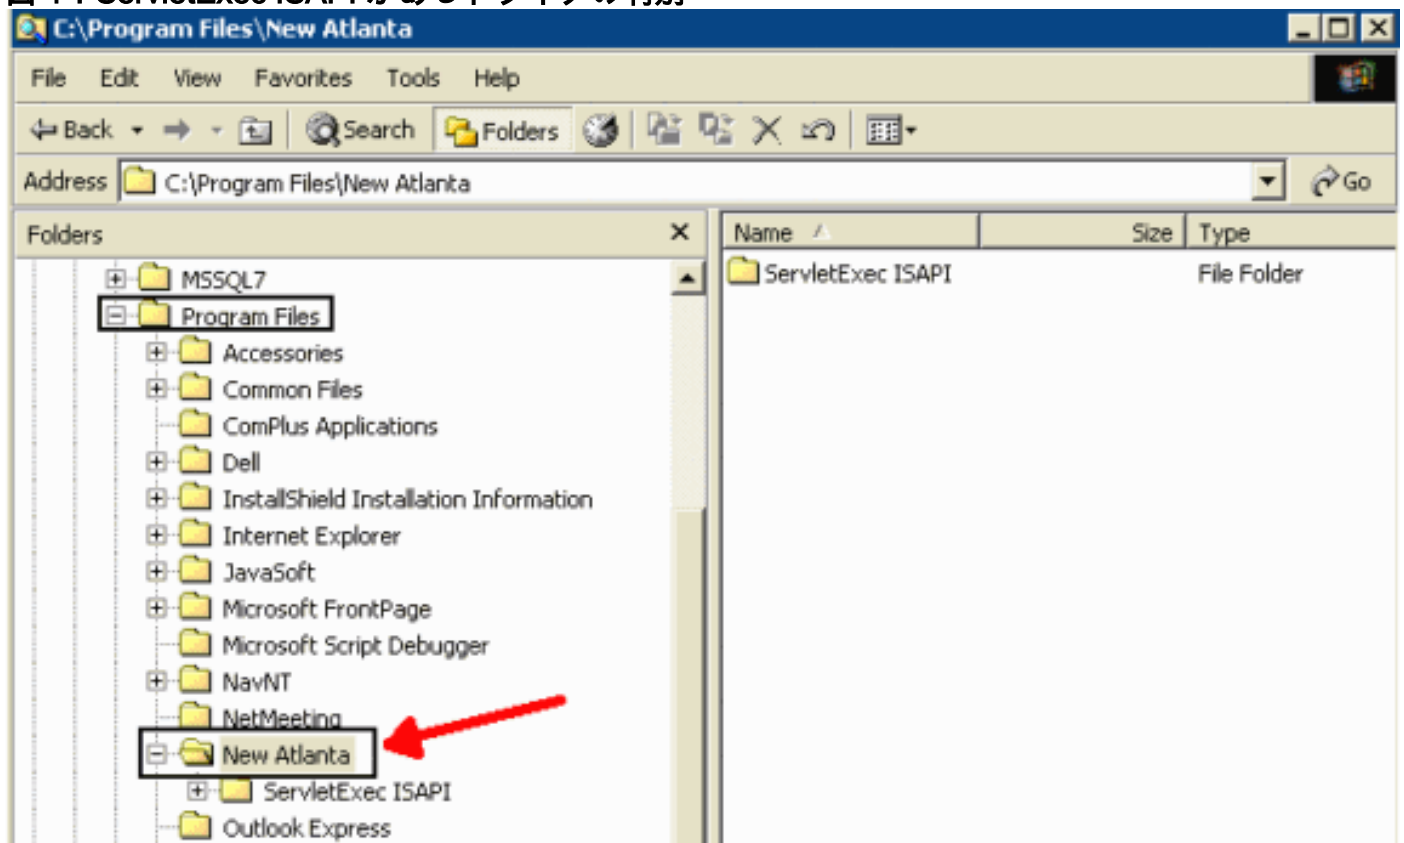 C:\Program Files\New Atlanta
File Edit View Favorites Tools Help
Back Search Folders
Address C:\Program Files\New Atlanta Go
Folders
Name Size Type
MSSQL7
Program Files
Accessories
Common Files
ComPlus Applications
Dell
InstallShield Installation Information
Internet Explorer
JavaSoft
Microsoft FrontPage
Microsoft Script Debugger
NavNT
NetMeeting
New Atlanta
ServletExec ISAPI
Outlook Express
ServletExec ISAPI File Folder